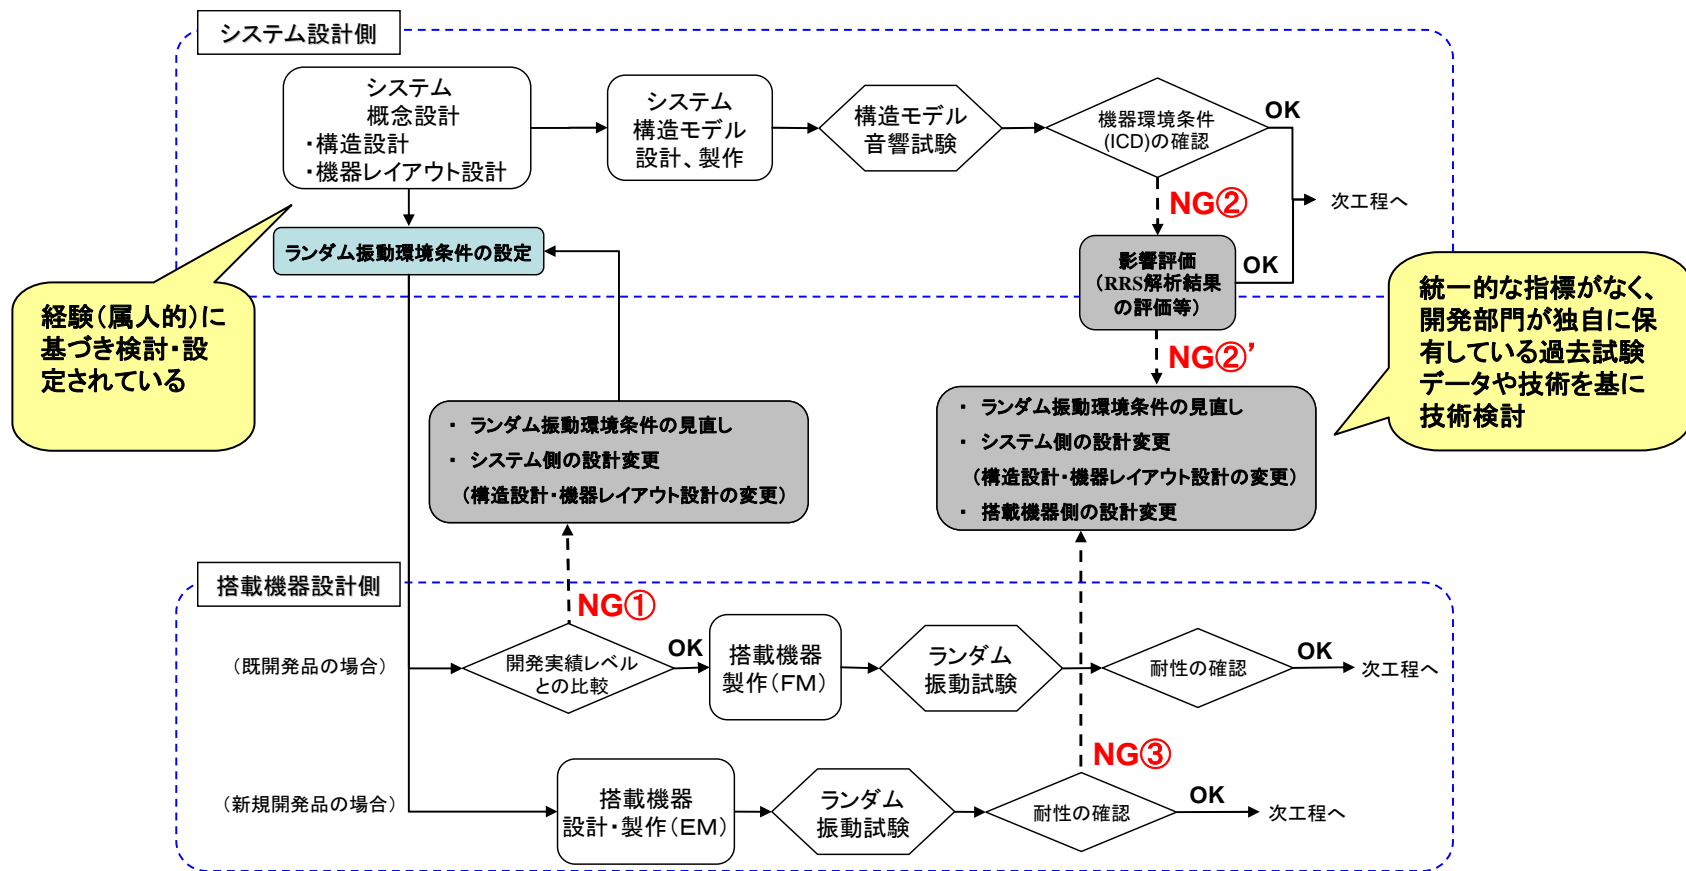 システム設計側
システム
概念設計
・構造設計
・機器レイアウト設計
システム
構造モデル
設計、製作
構造モデル
音響試験
機器環境条件
(ICD)の確認
OK
NG②
次工程へ
ランダム振動環境条件の設定
影響評価
(RRS解析結果
の評価等)
OK
経験(属人的)に
基づき検討・設
定されている
統一的な指標がなく、
開発部門が独自に保
有している過去試験
データや技術を基に
技術検討
NG②’
・ ランダム振動環境条件の見直し
・ システム側の設計変更
(構造設計・機器レイアウト設計の変更)
・ ランダム振動環境条件の見直し
・ システム側の設計変更
(構造設計・機器レイアウト設計の変更)
・ 搭載機器側の設計変更
搭載機器設計側
NG①
(既開発品の場合)
開発実績レベル
との比較
OK
搭載機器
製作(FM)
ランダム
振動試験
耐性の確認
OK
次工程へ
NG③
(新規開発品の場合)
搭載機器
設計・製作(EM)
ランダム
振動試験
耐性の確認
OK
次工程へ